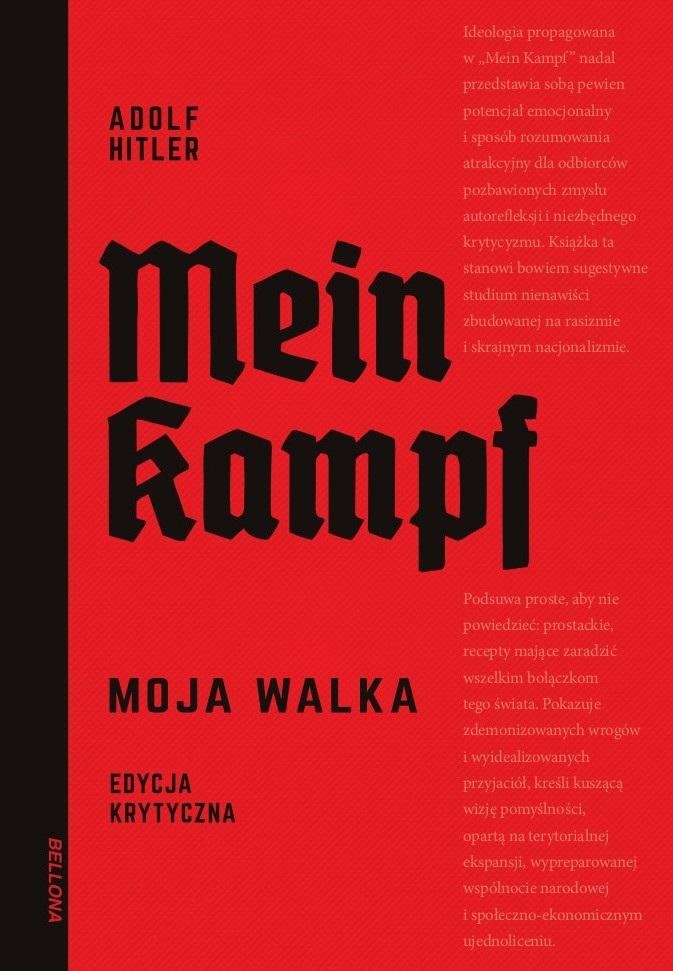 Ideologia propagowana
w „Mein Kampf” nadal
przedstawia sobą pewien
potencjał emocjonalny
i sposób rozumowania
atrakcyjny dla odbiorców
pozbawionych zmysłu
autorefleksji i niezbędnego
krytycyzmu. Książka ta
stanowi bowiem sugestywne
studium nienawiści
zbudowanej na rasizmie
i skrajnym nacjonalizmie.
ADOLF
HITLER
Mein
Kampf
MOJA WALKA
EDYCJA
KRYTYCZNA
Podsuwa proste, aby nie
powiedzieć: prostackie,
recepty mające zaradzić
wszelkim bolączkom
tego świata. Pokazuje
zdemonizowanych wrogów
i wyidealizowanych
przyjaciół, kreśli kuszącą
wizję pomyślności,
opartą na terytorialnej
ekspansji, wypreparowanej
wspólnocie narodowej
i społeczno-ekonomicznym
ujednoliceniu.
BELLONA